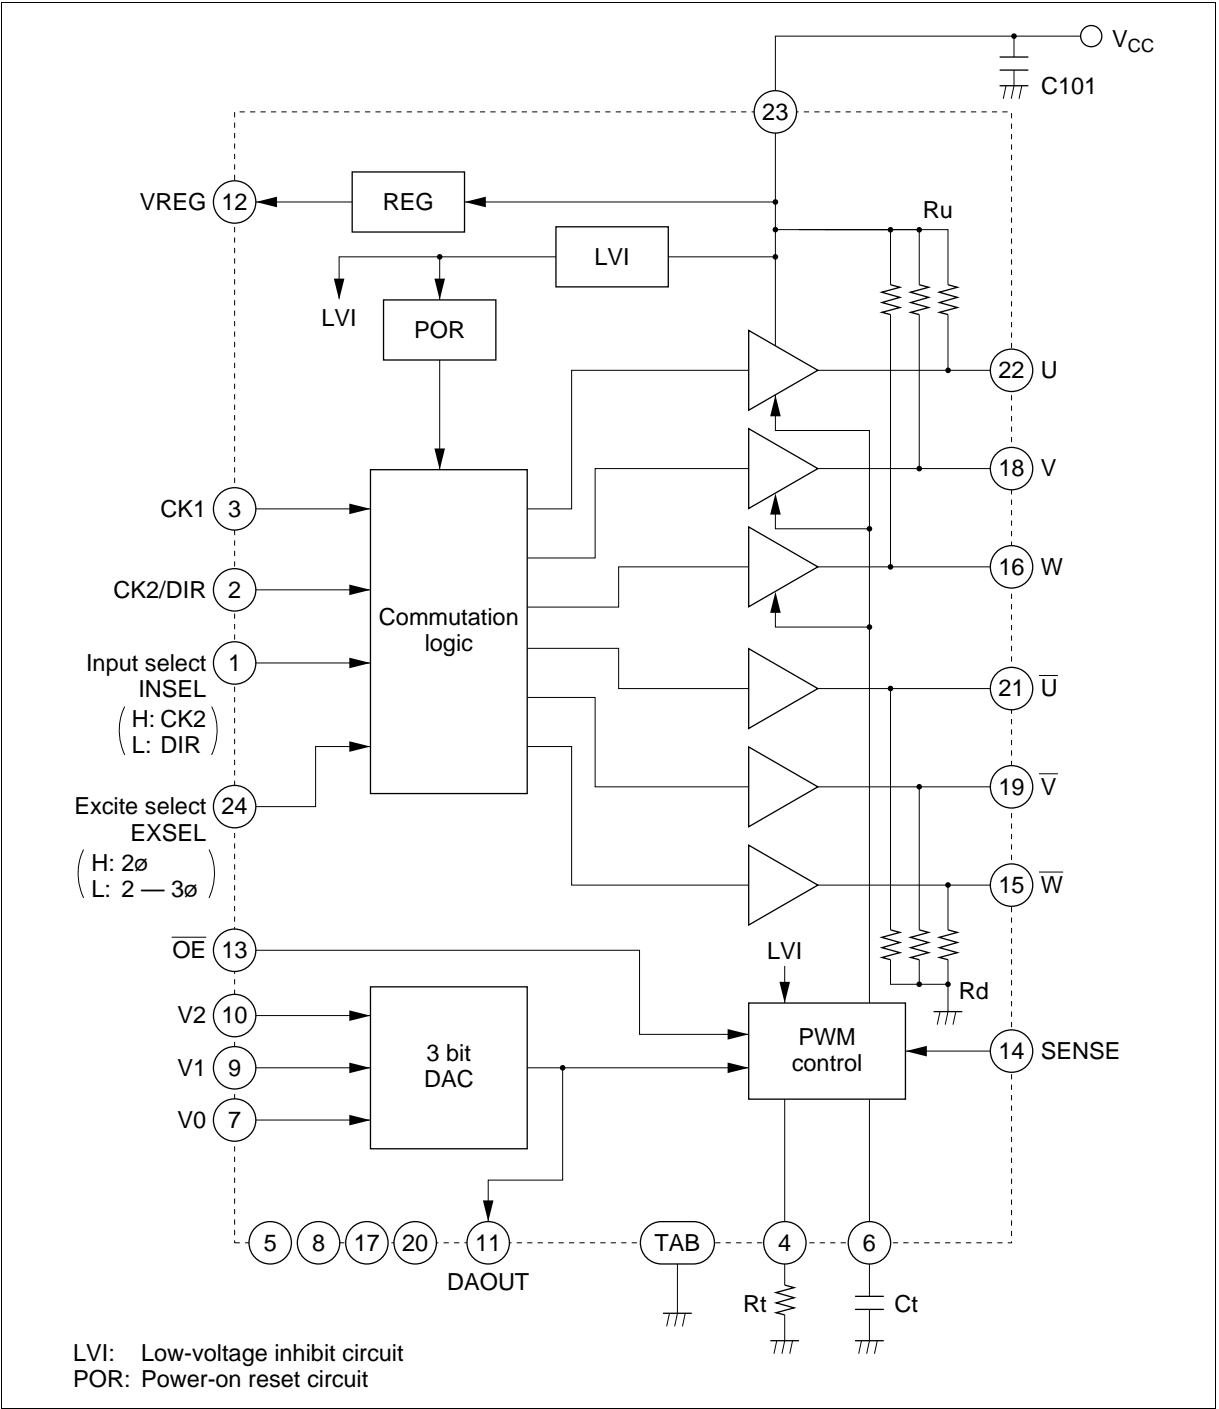 VCC
C101
23
VREG 12
REG
Ru
LVI
LVI
POR
22 U
18 V
CK1 3
16 W
CK2/DIR 2
Commutation
logic
Input select 1
INSEL
(H: CK2
L: DIR)
21 U̅
19 V̅
Excite select 24
EXSEL
(H: 2ø
L: 2 — 3ø)
15 W̅
O̅E̅ 13
LVI
Rd
V2 10
3 bit
DAC
PWM
control
14 SENSE
V1 9
V0 7
5 8 17 20 11 TAB 4 6
DAOUT
Rt
Ct
LVI: Low-voltage inhibit circuit
POR: Power-on reset circuit